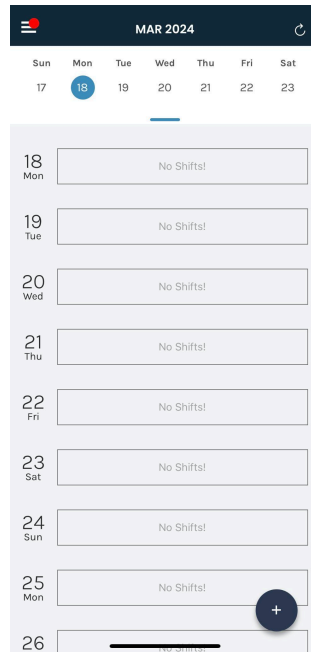 MAR 2024
Sun Mon Tue Wed Thu Fri Sat
17 18 19 20 21 22 23
18
Mon
No Shifts!
19
Tue
No Shifts!
20
Wed
No Shifts!
21
Thu
No Shifts!
22
Fri
No Shifts!
23
Sat
No Shifts!
24
Sun
No Shifts!
25
Mon
No Shifts!
+
26
No Shifts!